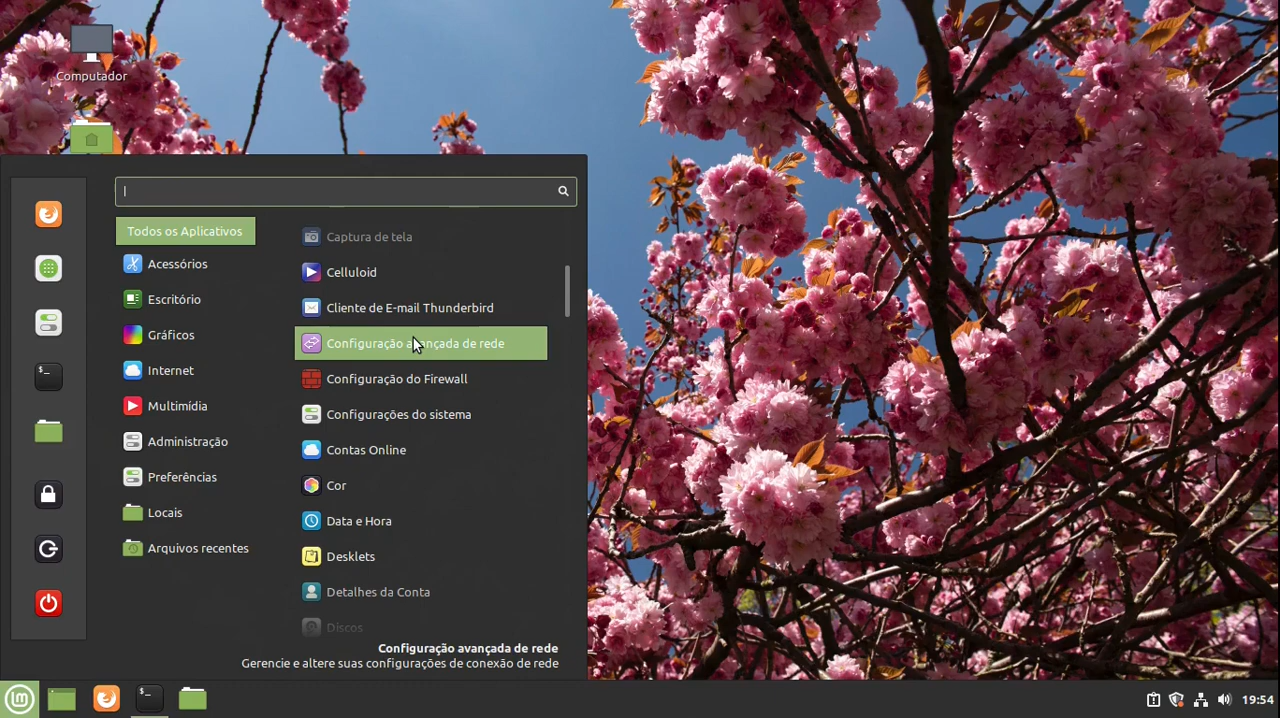 Computador
Todos os Aplicativos
Acessórios
Escritório
Gráficos
Internet
Multimídia
Administração
Preferências
Locais
Arquivos recentes
Captura de tela
Celluloid
Cliente de E-mail Thunderbird
Configuração avançada de rede
Configuração do Firewall
Configurações do sistema
Contas Online
Cor
Data e Hora
Desklets
Detalhes da Conta
Discos
Configuração avançada de rede
Gerencie e altere suas configurações de conexão de rede
19:54